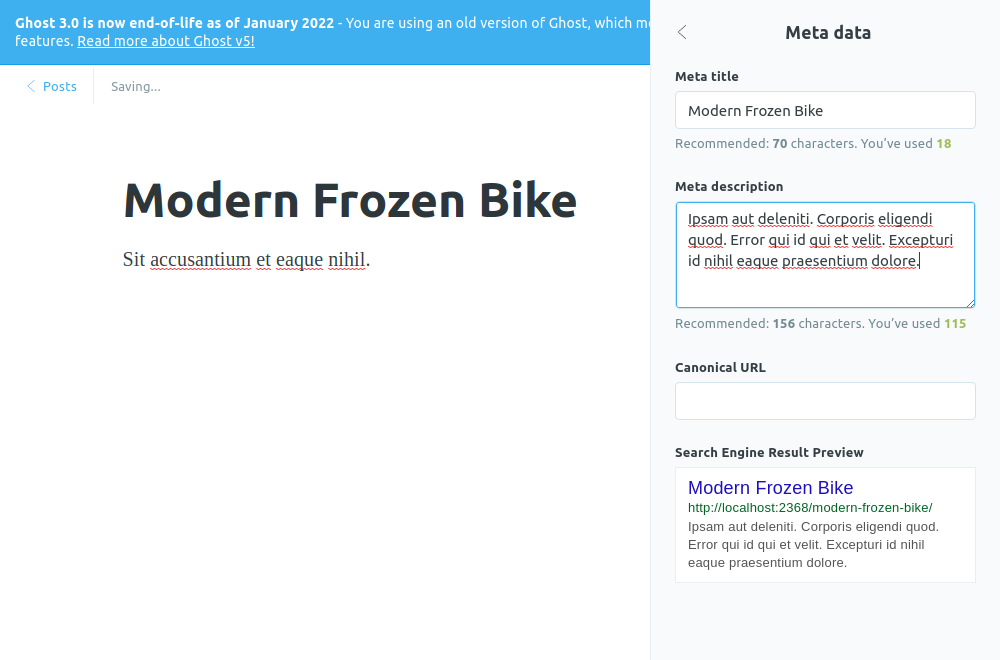 Ghost 3.0 is now end-of-life as of January 2022 - You are using an old version of Ghost, which
features. Read more about Ghost v5!
Posts
Saving...
Modern Frozen Bike
Sit accusantium et eaque nihil.
Meta data
Meta title
Modern Frozen Bike
Recommended: 70 characters. You’ve used 18
Meta description
Ipsam aut deleniti. Corporis eligendi
quod. Error qui id qui et velit. Excepturi
id nihil eaque praesentium dolore.
Recommended: 156 characters. You’ve used 115
Canonical URL
Search Engine Result Preview
Modern Frozen Bike
http://localhost:2368/modern-frozen-bike/
Ipsam aut deleniti. Corporis eligendi quod.
Error qui id qui et velit. Excepturi id nihil
eaque praesentium dolore.